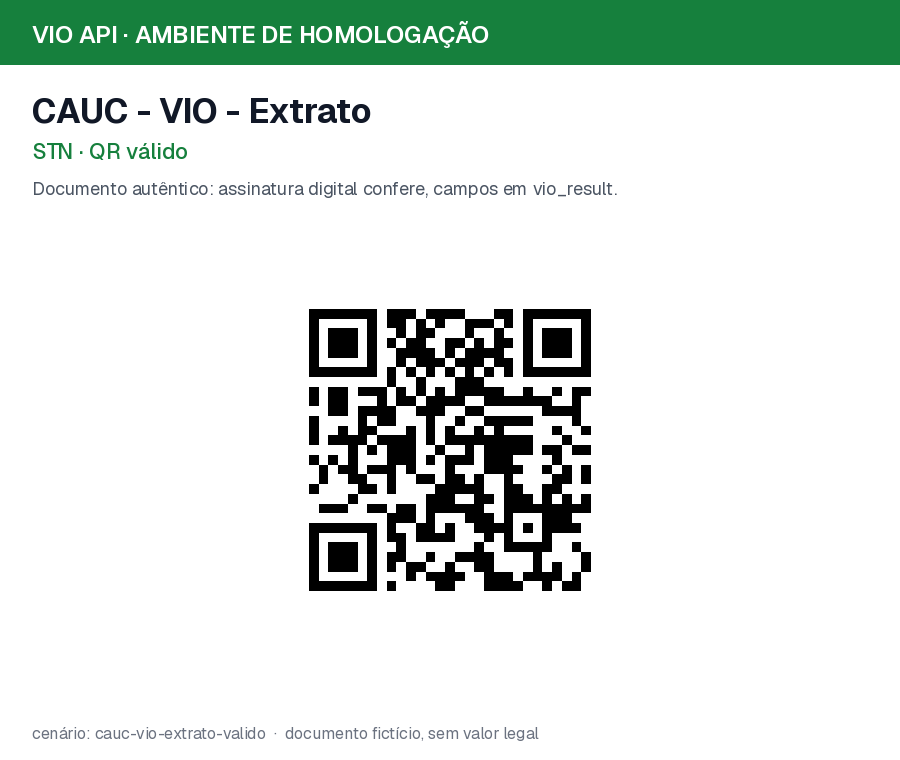 VIO API · AMBIENTE DE HOMOLOGAÇÃO
CAUC - VIO - Extrato
STN · QR válido
Documento autêntico: assinatura digital confere, campos em vio_result.
cenário: cauc-vio-extrato-valido · documento fictício, sem valor legal